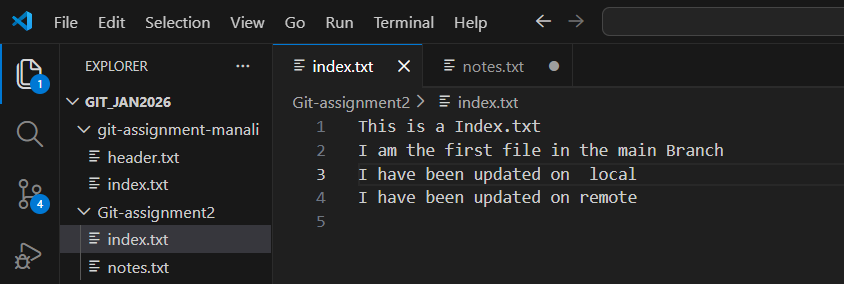 File Edit Selection View Go Run Terminal Help
EXPLORER
1
GIT_JAN2026
git-assignment-manali
header.txt
index.txt
4
Git-assignment2
index.txt
notes.txt
index.txt
notes.txt
Git-assignment2 > index.txt
1 This is a Index.txt
2 I am the first file in the main Branch
3 I have been updated on  local
4 I have been updated on remote
5